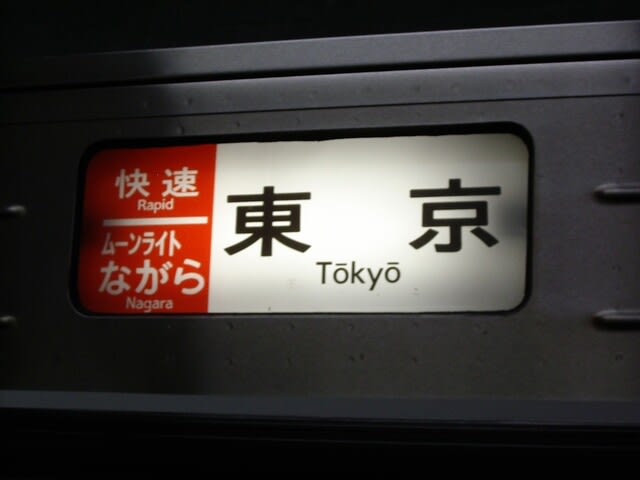 快速
Rapid
ムーンライト
ながら
Nagara
東京
Tōkyō